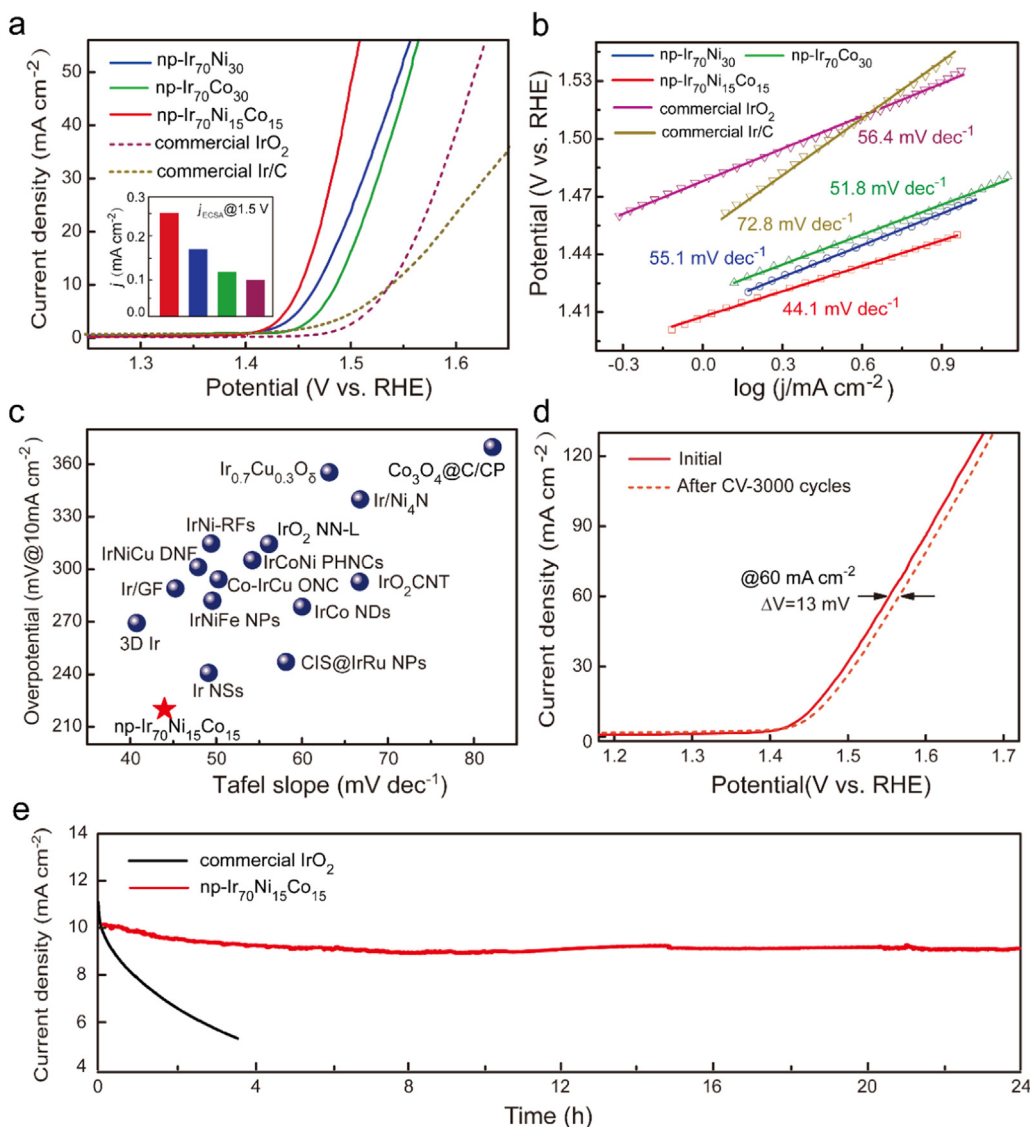 a
Current density (mA cm⁻²)
50
40
30
20
10
0
np-Ir₇₀Ni₃₀
np-Ir₇₀Co₃₀
np-Ir₇₀Ni₁₅Co₁₅
commercial IrO₂
commercial Ir/C
j (mA cm⁻²)
0.3
0.2
0.1
0.0
jECSA@1.5 V
1.3
1.4
1.5
1.6
Potential (V vs. RHE)
b
Potential (V vs. RHE)
1.53
1.50
1.47
1.44
1.41
np-Ir₇₀Ni₃₀
np-Ir₇₀Co₃₀
np-Ir₇₀Ni₁₅Co₁₅
commercial IrO₂
commercial Ir/C
56.4 mV dec⁻¹
51.8 mV dec⁻¹
72.8 mV dec⁻¹
55.1 mV dec⁻¹
44.1 mV dec⁻¹
-0.3
0.0
0.3
0.6
0.9
log (j/mA cm⁻²)
c
Overpotential (mV@10mA cm⁻²)
360
330
300
270
240
210
Ir₀.₇Cu₀.₃Oδ
Co₃O₄@C/CP
Ir/Ni₄N
IrNi-RFs
IrO₂ NN-L
IrNiCu DNF
IrCoNi PHNCs
Ir/GF
Co-IrCu ONC
IrO₂CNT
IrNiFe NPs
IrCo NDs
3D Ir
CIS@IrRu NPs
Ir NSs
np-Ir₇₀Ni₁₅Co₁₅
40
50
60
70
80
Tafel slope (mV dec⁻¹)
d
Current density (mA cm⁻²)
120
90
60
30
0
Initial
After CV-3000 cycles
@60 mA cm⁻²
ΔV=13 mV
1.2
1.3
1.4
1.5
1.6
1.7
Potential(V vs. RHE)
e
Current density (mA cm⁻²)
14
12
10
8
6
4
commercial IrO₂
np-Ir₇₀Ni₁₅Co₁₅
0
4
8
12
16
20
24
Time (h)